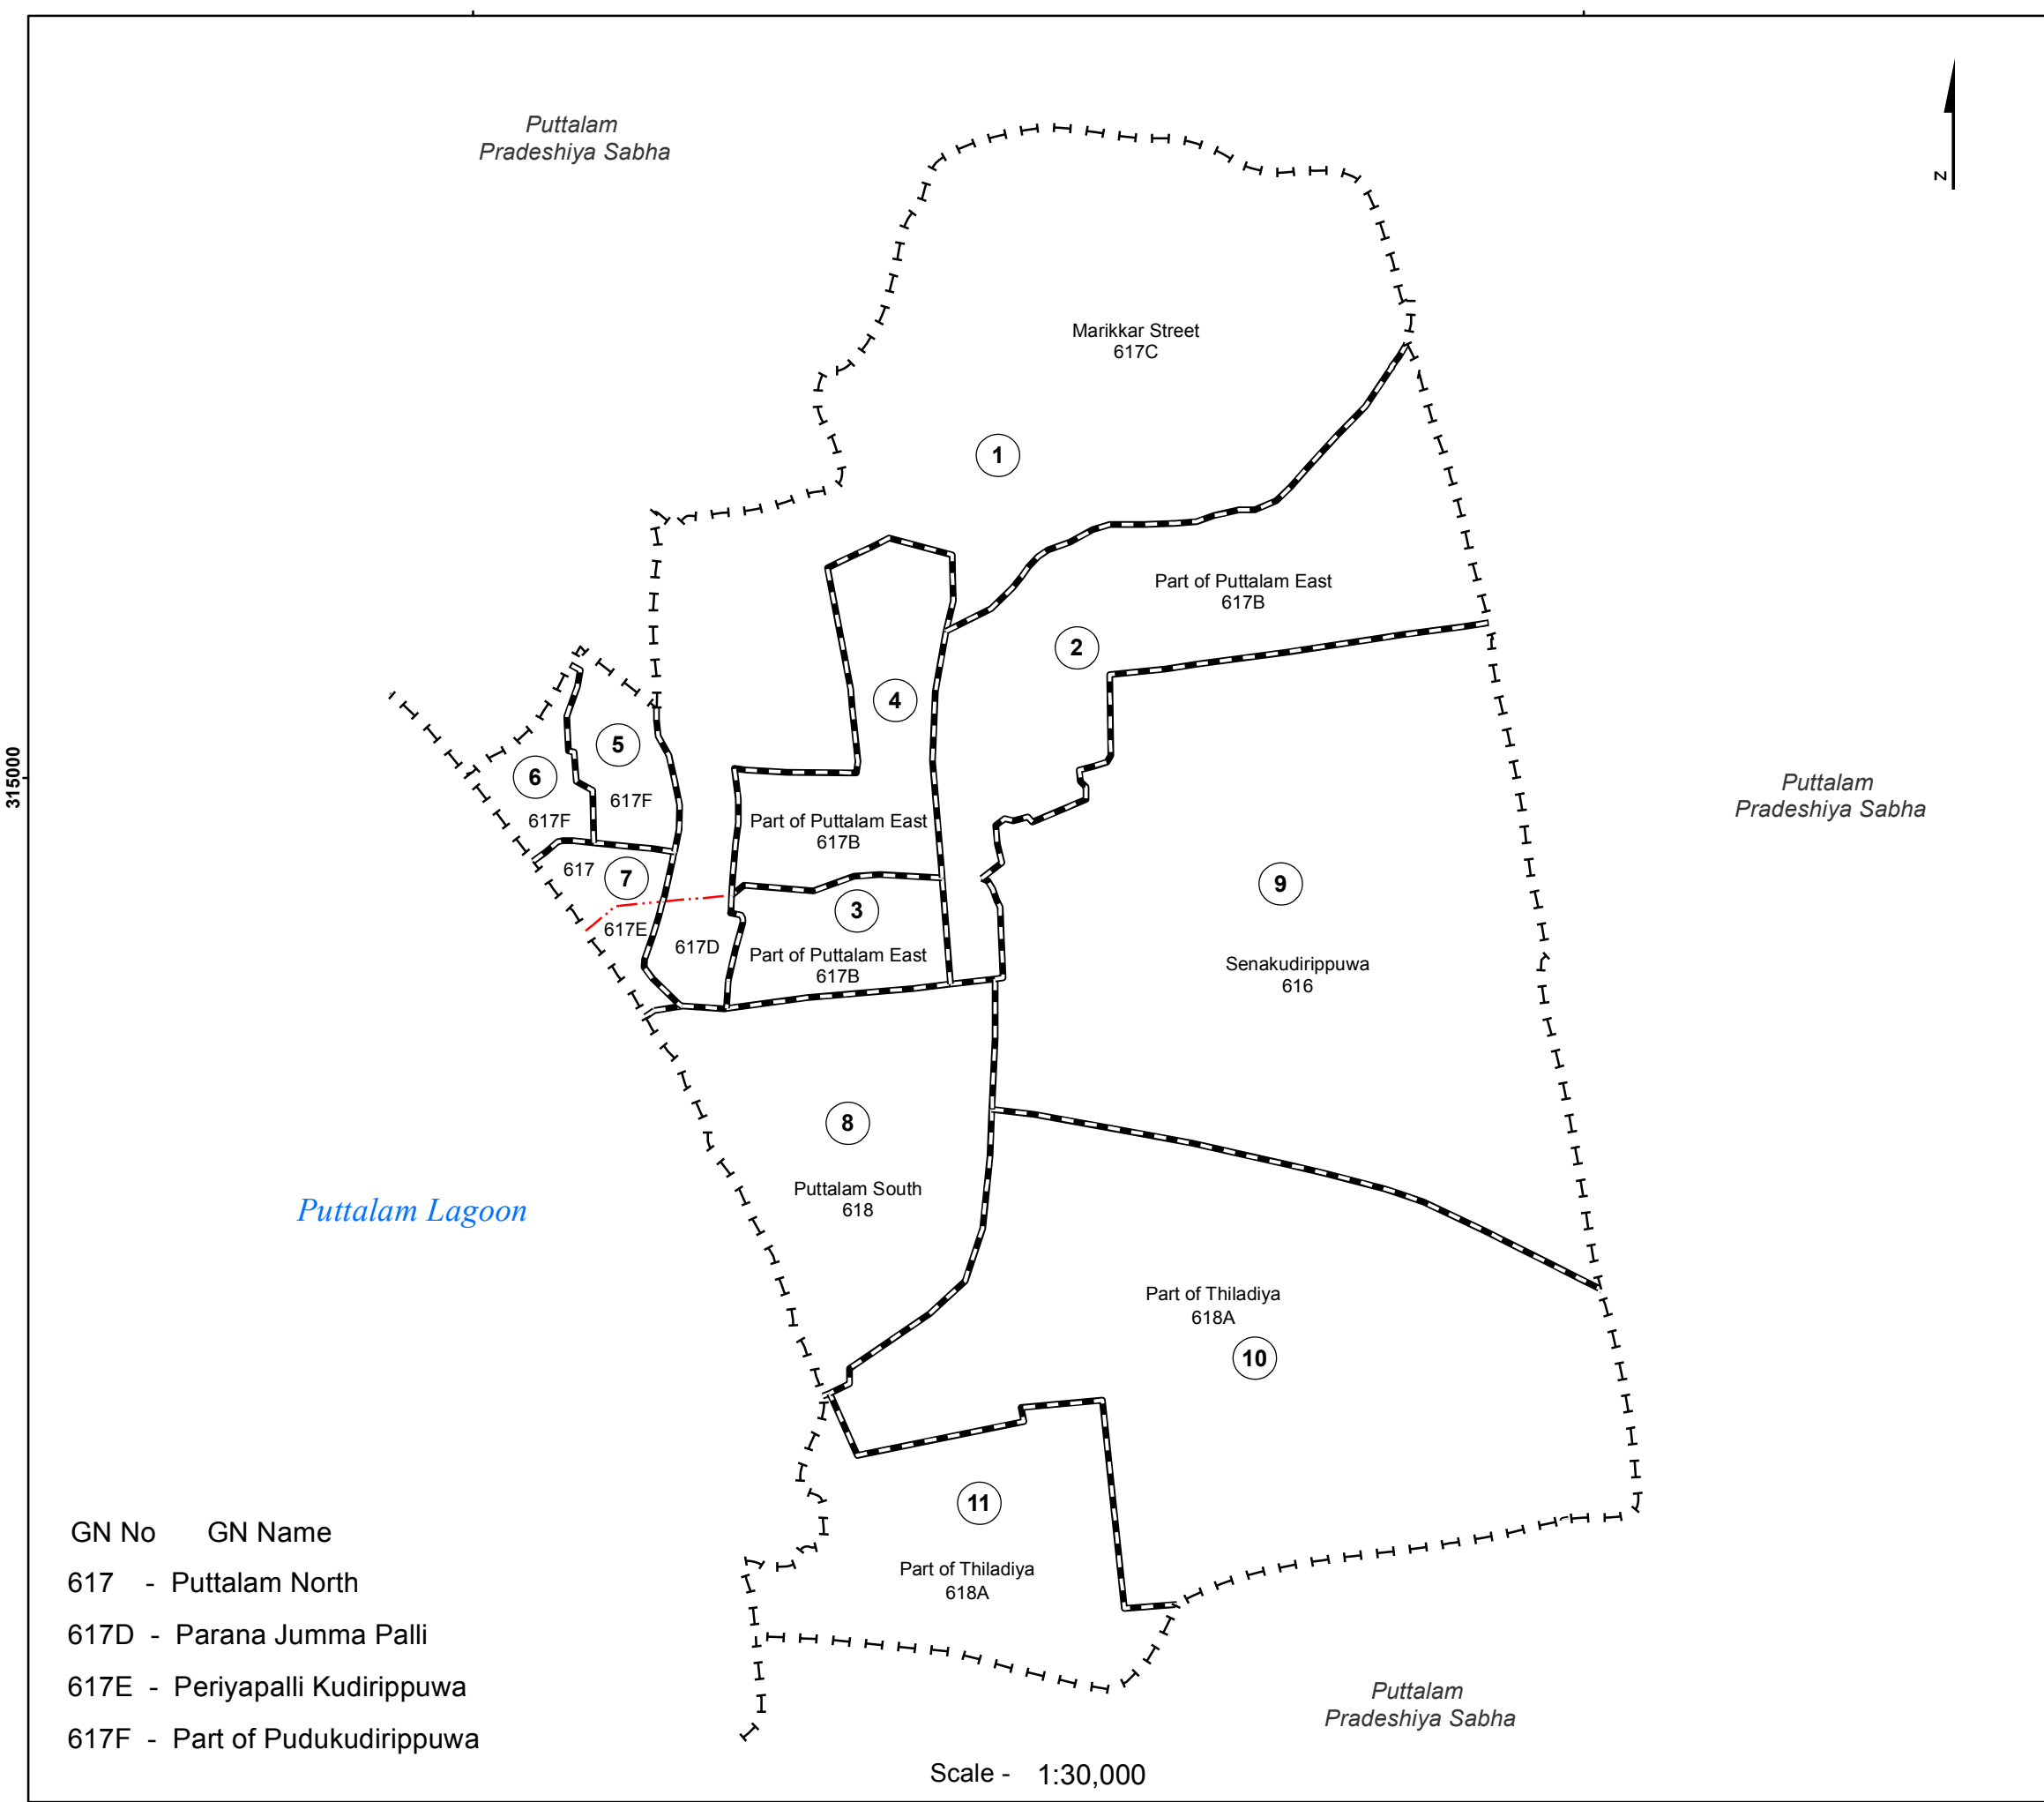 Puttalam
Pradeshiya Sabha
z
Marikkar Street
617C
1
Part of Puttalam East
617B
2
4
5
6
315000
617F
617F
Puttalam
Pradeshiya Sabha
Part of Puttalam East
617B
617
7
9
3
617E
617D
Part of Puttalam East
617B
Senakudirippuwa
616
8
Puttalam South
618
Puttalam Lagoon
Part of Thiladiya
618A
10
11
Part of Thiladiya
618A
GN No GN Name
617 - Puttalam North
617D - Parana Jumma Palli
617E - Periyapalli Kudirippuwa
617F - Part of Pudukudirippuwa
Puttalam
Pradeshiya Sabha
Scale - 1:30,000